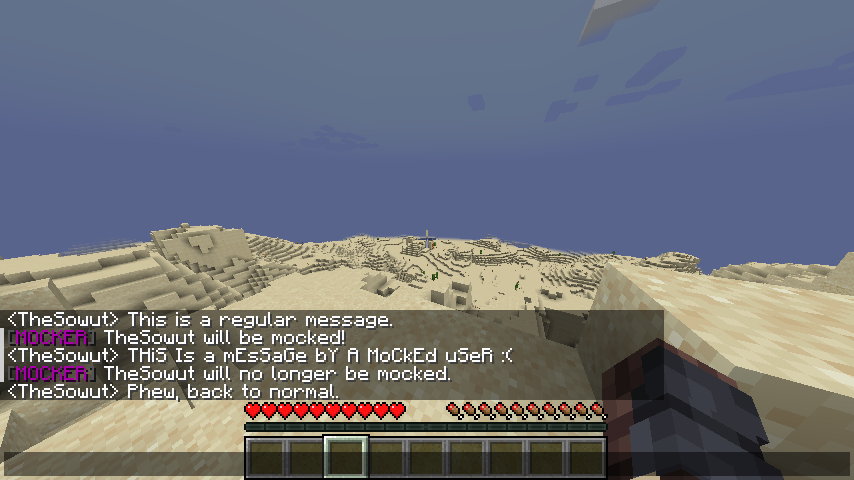 <TheSowut> This is a regular message.
[MOCKER] TheSowut will be mocked!
<TheSowut> THiS Is a mEsSaGe bY A MoCkEd uSeR :(
[MOCKER] TheSowut will no longer be mocked.
<TheSowut> Phew, back to normal.